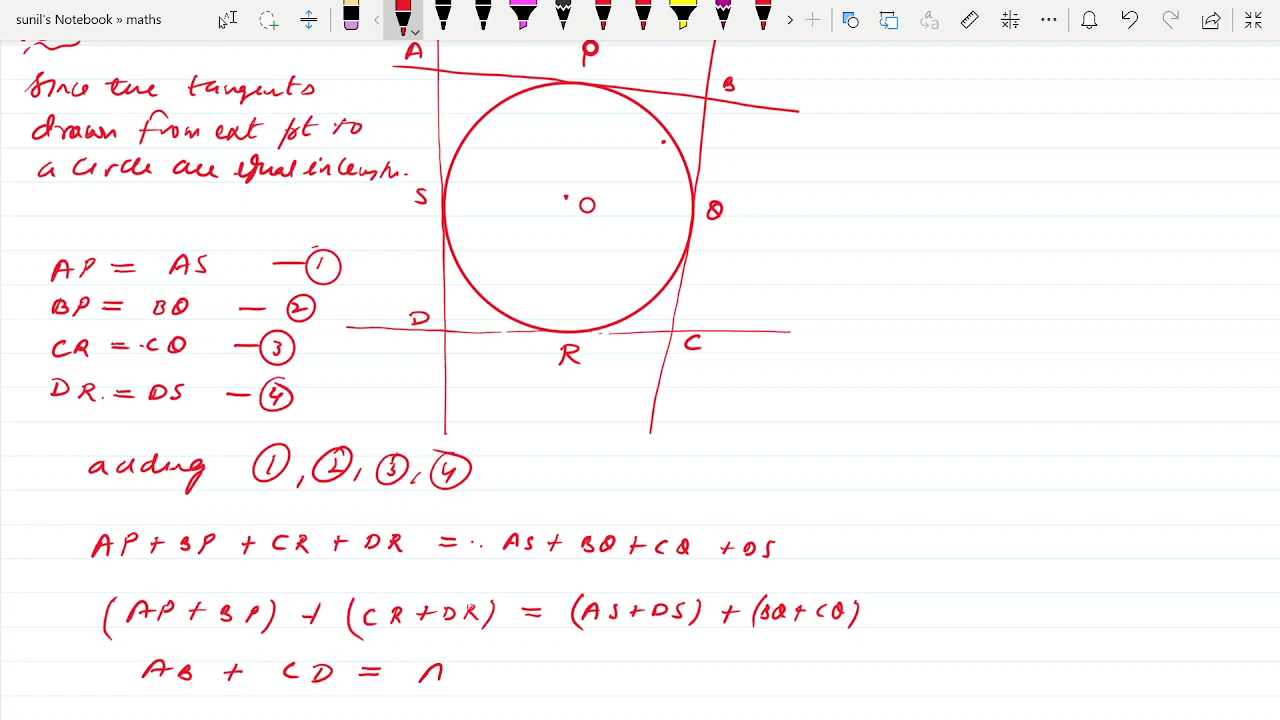 sunil's Notebook » maths
A
P
B
Since the tangents
drawn from ext pt to
a circle are equal in length.
S
O
Q
AP = AS — ①
BP = BQ — ②
D
CR = CQ — ③
C
R
DR. = DS — ④
adding ①, ②, ③, ④
AP + BP + CR + DR = .. AS + BQ + CQ + DS
(AP + BP) + (CR + DR) = (AS + DS) + (BQ + CQ)
AB + CD =